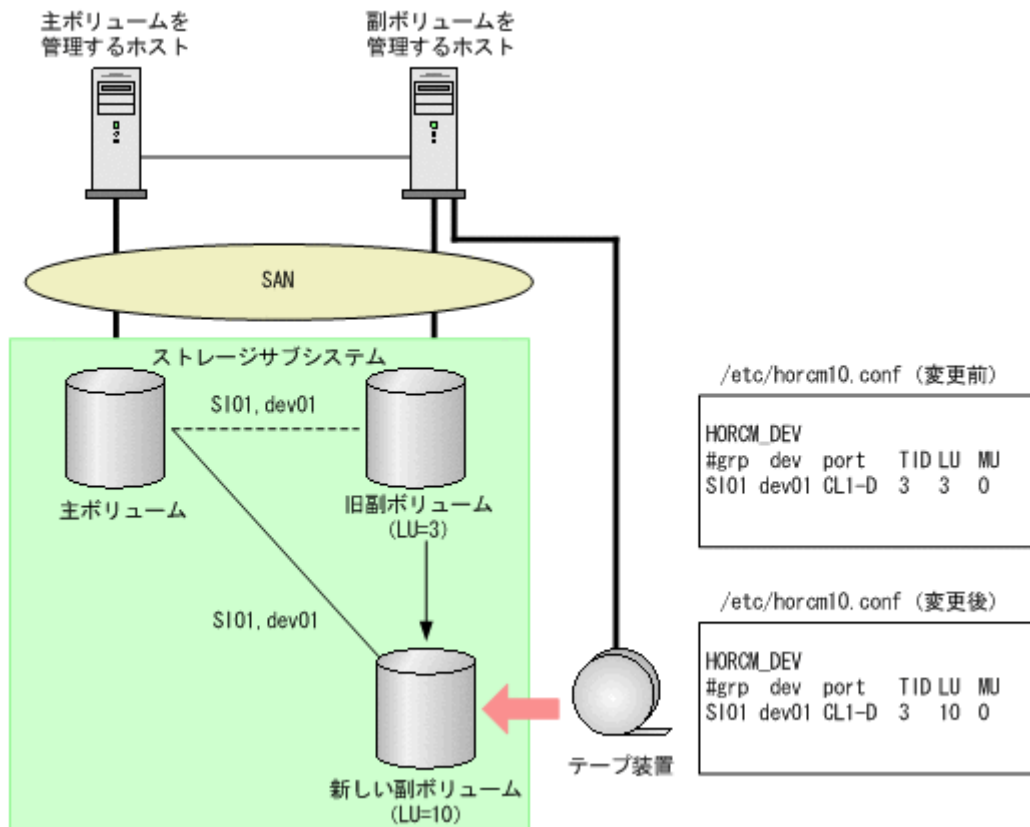 主ボリュームを
管理するホスト
副ボリュームを
管理するホスト
SAN
ストレージサブシステム
SI01, dev01
主ボリューム
旧副ボリューム
(LU=3)
SI01, dev01
新しい副ボリューム
(LU=10)
テープ装置
/etc/horcm10.conf (変更前)
HORCM_DEV
#grp dev port TID LU MU
SI01 dev01 CL1-D 3 3 0
/etc/horcm10.conf (変更後)
HORCM_DEV
#grp dev port TID LU MU
SI01 dev01 CL1-D 3 10 0